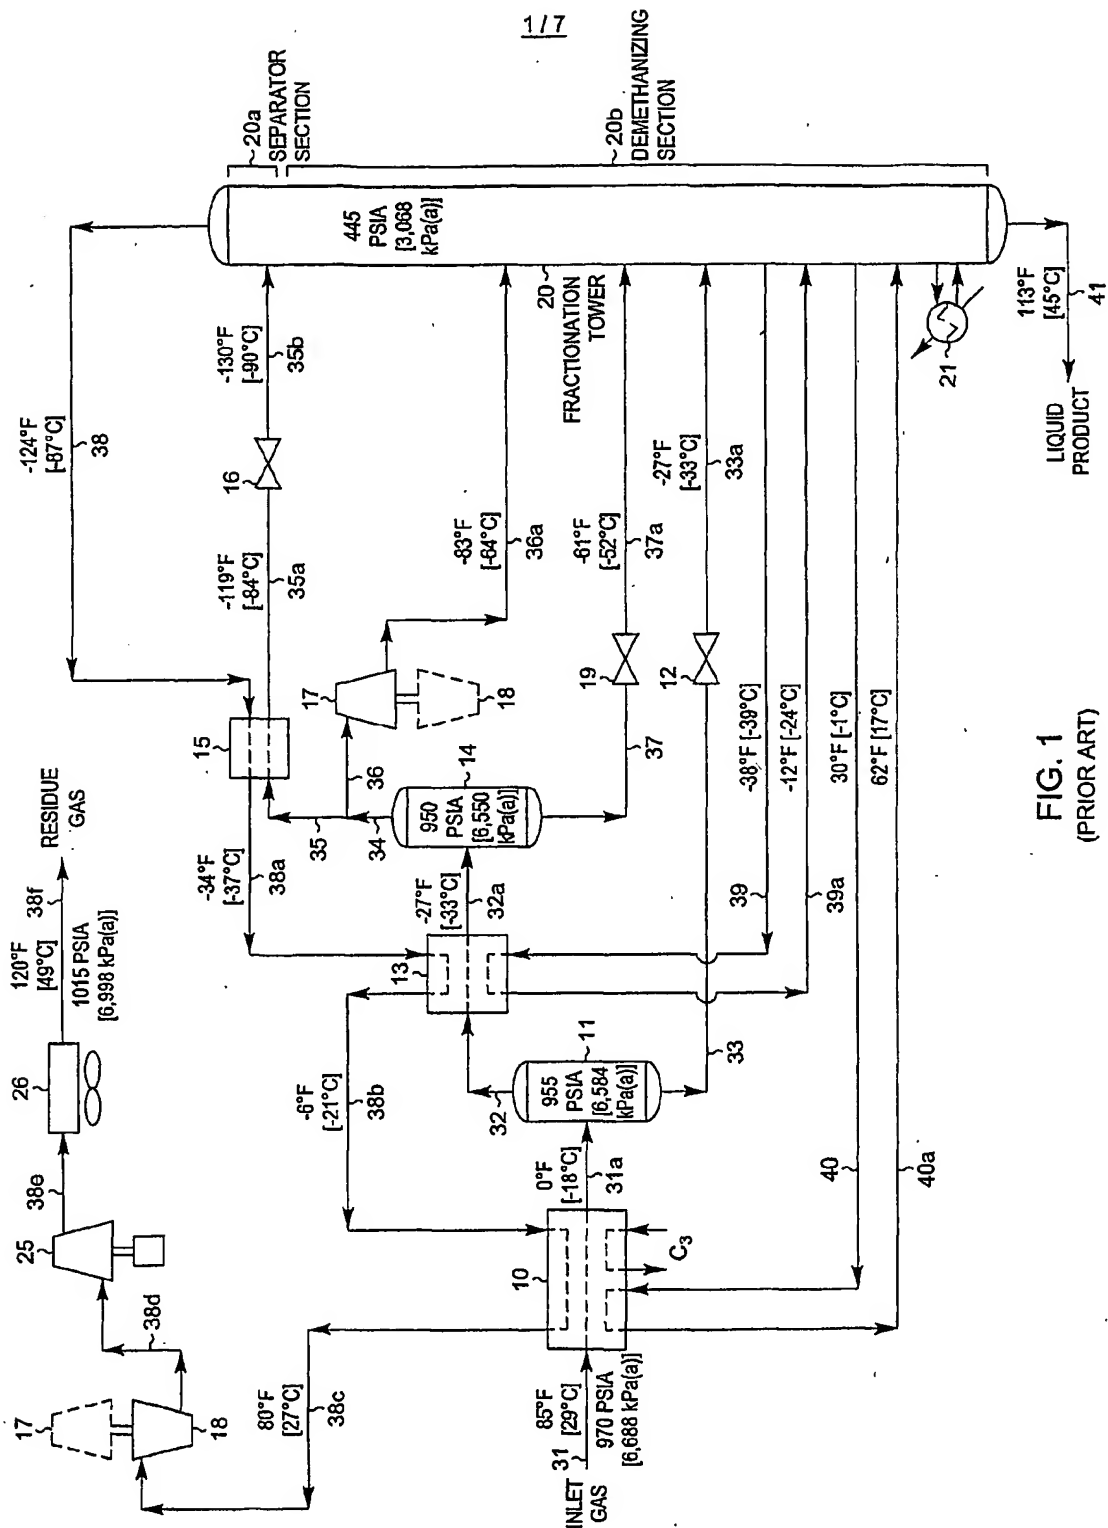 1/7
20a
SEPARATOR
SECTION
20b
DEMETHANIZING
SECTION
445
PSIA
[3,068
kPa(a)]
20
FRACTIONATION
TOWER
-124°F
[-87°C]
38
-130°F
[-90°C]
35b
16
-119°F
[-84°C]
35a
15
-83°F
[-64°C]
36a
17
18
36
35
34
14
950
PSIA
[6,550
kPa(a)]
-61°F
[-52°C]
37a
19
37
-27°F
[-33°C]
33a
12
33
-38°F [-39°C]
39
-12°F [-24°C]
39a
30°F [-1°C]
40
62°F [17°C]
40a
21
113°F
[45°C]
41
LIQUID
PRODUCT
RESIDUE
GAS
120°F
[49°C]
38f
1015 PSIA
[6,998 kPa(a)]
26
38e
25
38d
17
18
-34°F
[-37°C]
38a
-27°F
[-33°C]
32a
13
-6°F
[-21°C]
38b
11
955
PSIA
[6,584
kPa(a)]
32
0°F
[-18°C]
31a
10
C3
80°F
[27°C]
38c
85°F
[29°C]
31
970 PSIA
[6,688 kPa(a)]
INLET
GAS
FIG. 1
(PRIOR ART)